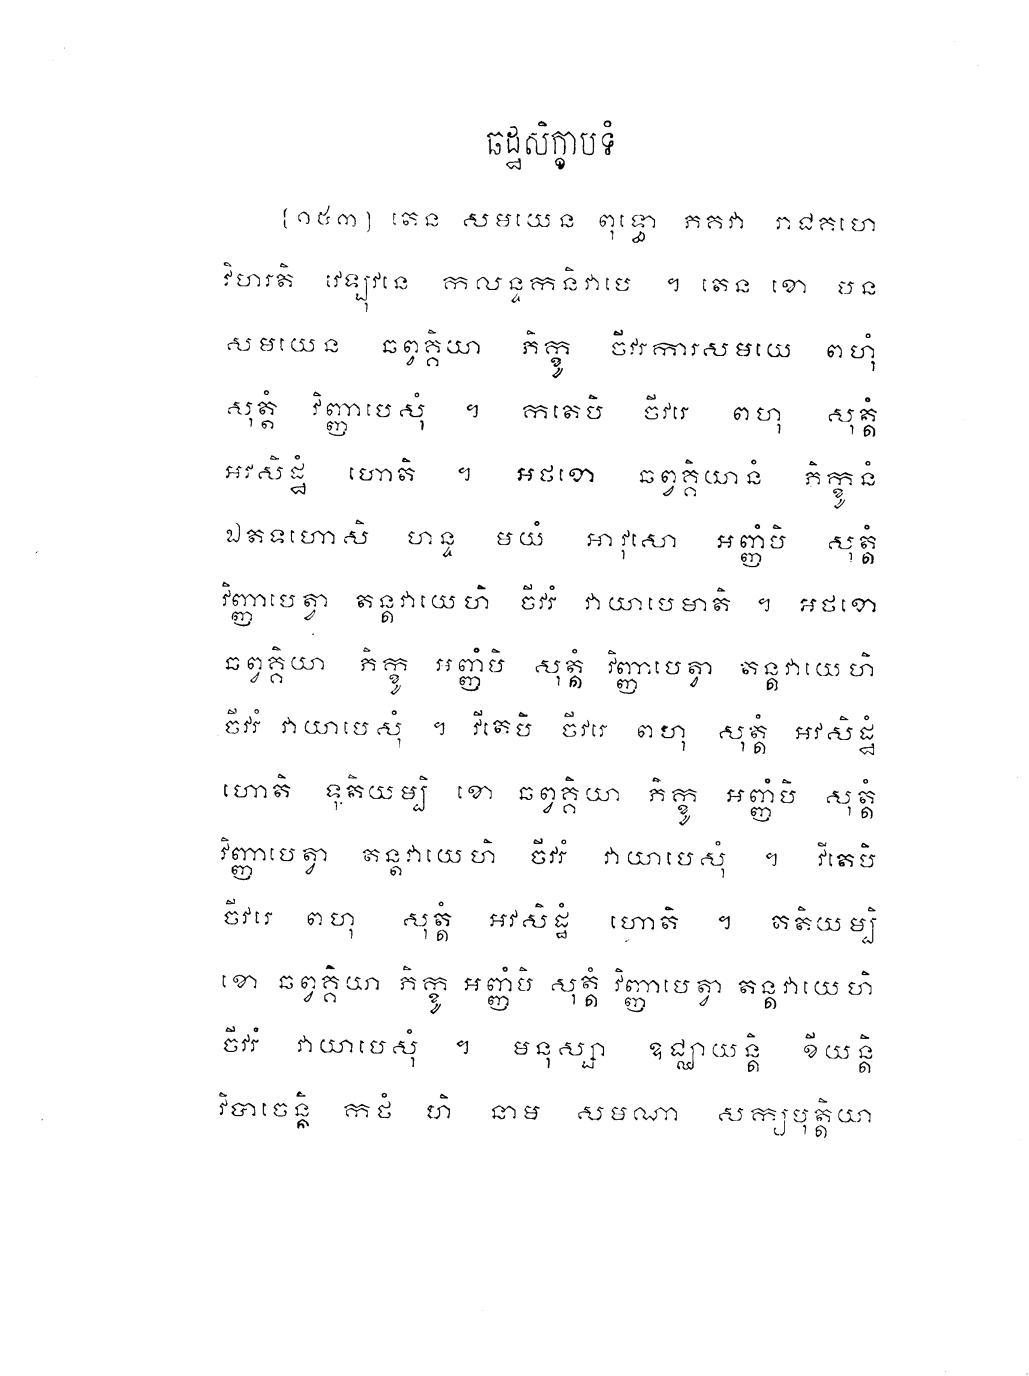 ឆដ្ឋសិក្ខាបទំ
[១៥៣] តេន សមយេន ពុទ្ធោ ភគវា រាជគហេ
វិហរតិ វេឡុវនេ កលន្ទកនិវាបេ ។ តេន ខោ បន
សមយេន ឆព្វគ្គិយា ភិក្ខូ ចីវរការសមយេ ពហុំ
សុត្តំ វិញ្ញាបេសុំ ។ កតេបិ ចីវរេ ពហុ សុត្តំ
អវសិដ្ឋំ ហោតិ ។ អថខោ ឆព្វគ្គិយានំ ភិក្ខូនំ
ឯតទហោសិ ហន្ទ មយំ អាវុសោ អញ្ញំបិ សុត្តំ
វិញ្ញាបេត្វា តន្តវាយេហិ ចីវរំ វាយាបេមាតិ ។ អថខោ
ឆព្វគ្គិយា ភិក្ខូ អញ្ញំបិ សុត្តំ វិញ្ញាបេត្វា តន្តវាយេហិ
ចីវរំ វាយាបេសុំ ។ វីតេបិ ចីវរេ ពហុ សុត្តំ អវសិដ្ឋំ
ហោតិ ទុតិយម្បិ ខោ ឆព្វគ្គិយា ភិក្ខូ អញ្ញំបិ សុត្តំ
វិញ្ញាបេត្វា តន្តវាយេហិ ចីវរំ វាយាបេសុំ ។ វីតេបិ
ចីវរេ ពហុ សុត្តំ អវសិដ្ឋំ ហោតិ ។ តតិយម្បិ
ខោ ឆព្វគ្គិយា ភិក្ខូ អញ្ញំបិ សុត្តំ វិញ្ញាបេត្វា តន្តវាយេហិ
ចីវរំ វាយាបេសុំ ។ មនុស្សា ឧជ្ឈាយន្តិ ខីយន្តិ
វិបាចេន្តិ កថំ ហិ នាម សមណា សក្យបុត្តិយា